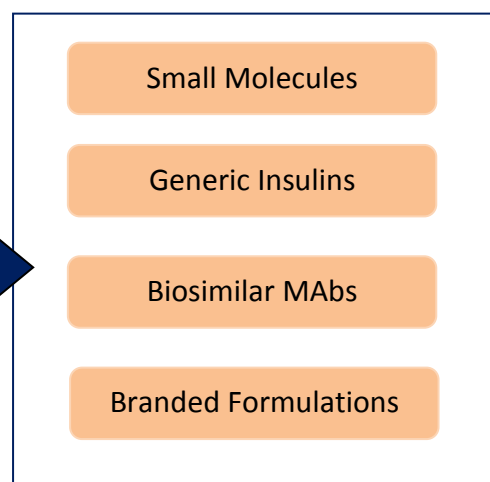 Small Molecules
Generic Insulins
Biosimilar MAbs
Branded Formulations